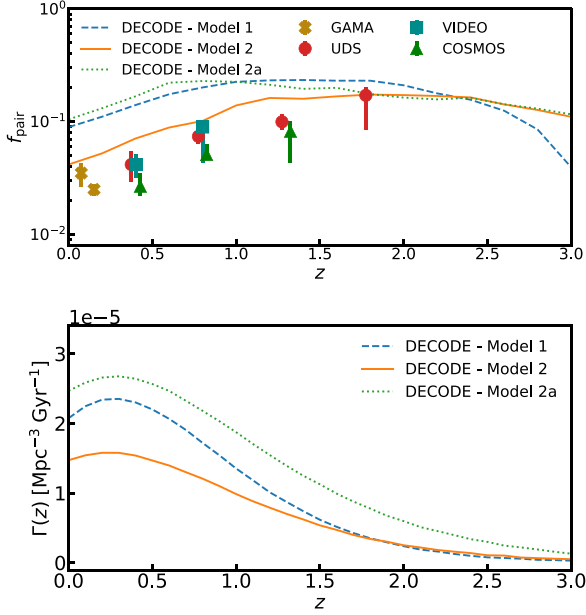 10⁰
10⁻¹
10⁻²
f_pair
DECODE - Model 1
DECODE - Model 2
DECODE - Model 2a
GAMA
UDS
VIDEO
COSMOS
0.0 0.5 1.0 1.5 2.0 2.5 3.0
z
1e−5
3
2
1
0
Γ(z) [Mpc⁻³ Gyr⁻¹]
DECODE - Model 1
DECODE - Model 2
DECODE - Model 2a
0.0 0.5 1.0 1.5 2.0 2.5 3.0
z